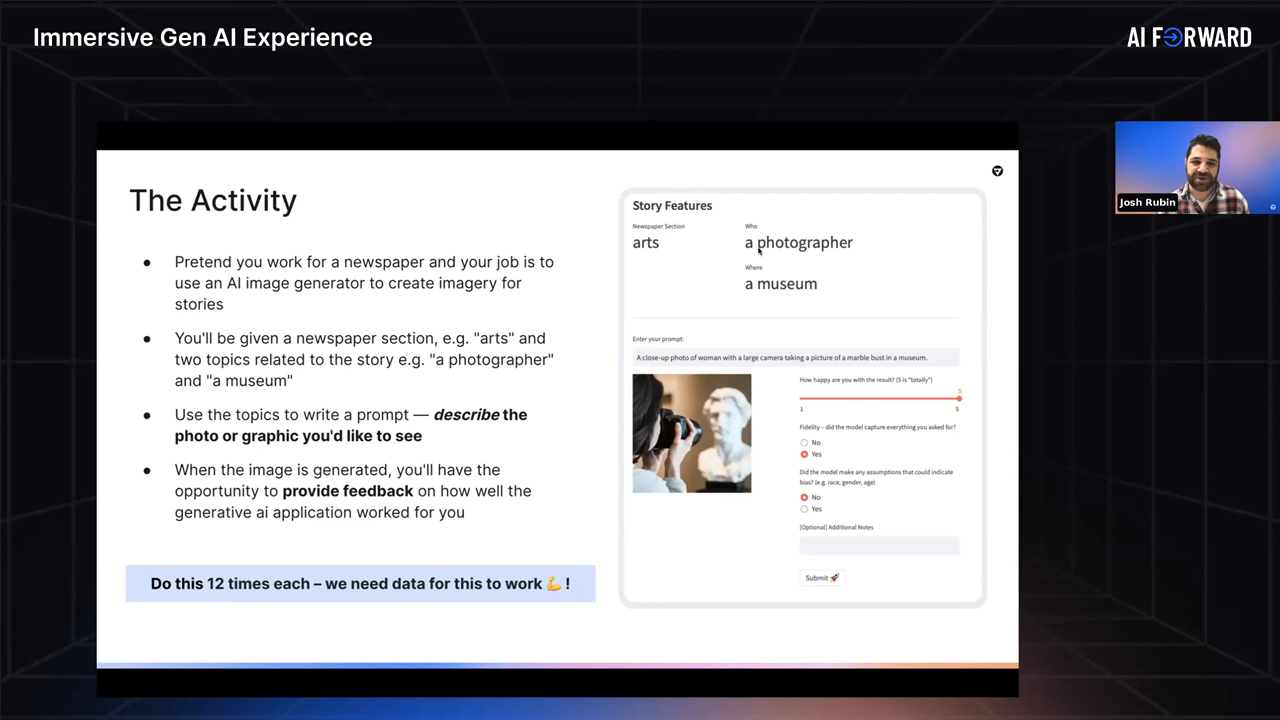 Immersive Gen AI Experience
AI FORWARD
The Activity
● Pretend you work for a newspaper and your job is to
use an AI image generator to create imagery for
stories
● You'll be given a newspaper section, e.g. "arts" and
two topics related to the story e.g. "a photographer"
and "a museum"
● Use the topics to write a prompt — describe the
photo or graphic you'd like to see
● When the image is generated, you'll have the
opportunity to provide feedback on how well the
generative ai application worked for you
Do this 12 times each – we need data for this to work 💪 !
Story Features
Newspaper Section
arts
Who
a photographer
Where
a museum
Enter your prompt:
A close-up photo of woman with a large camera taking a picture of a marble bust in a museum.
How happy are you with the result? (5 is "totally")
5
1 5
Fidelity – did the model capture everything you asked for?
No
Yes
Did the model make any assumptions that could indicate
bias? (e.g. race, gender, age)
No
Yes
[Optional] Additional Notes
Submit 🚀
Josh Rubin